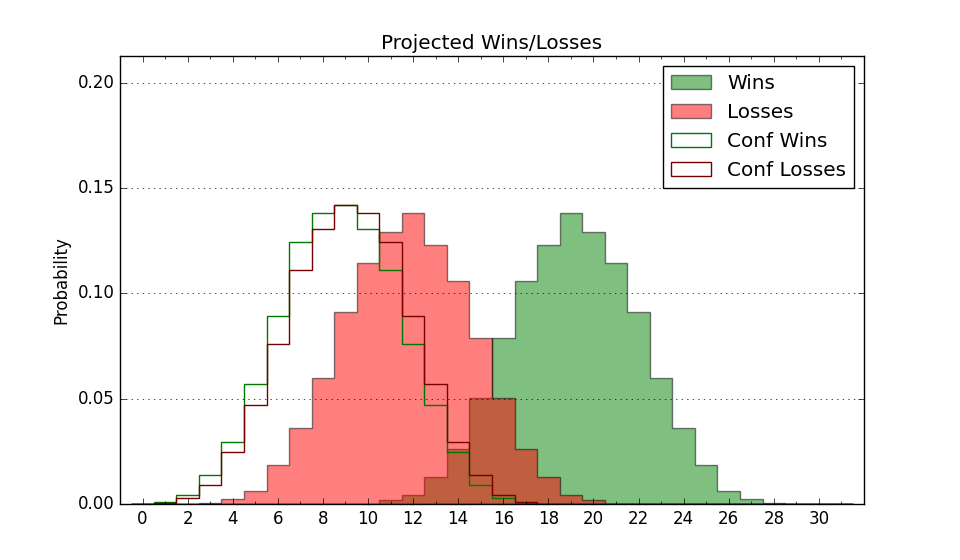 Projected Wins/Losses
Wins
Losses
Conf Wins
Conf Losses
Probability
0.20
0.15
0.10
0.05
0.00
0 2 4 6 8 10 12 14 16 18 20 22 24 26 28 30